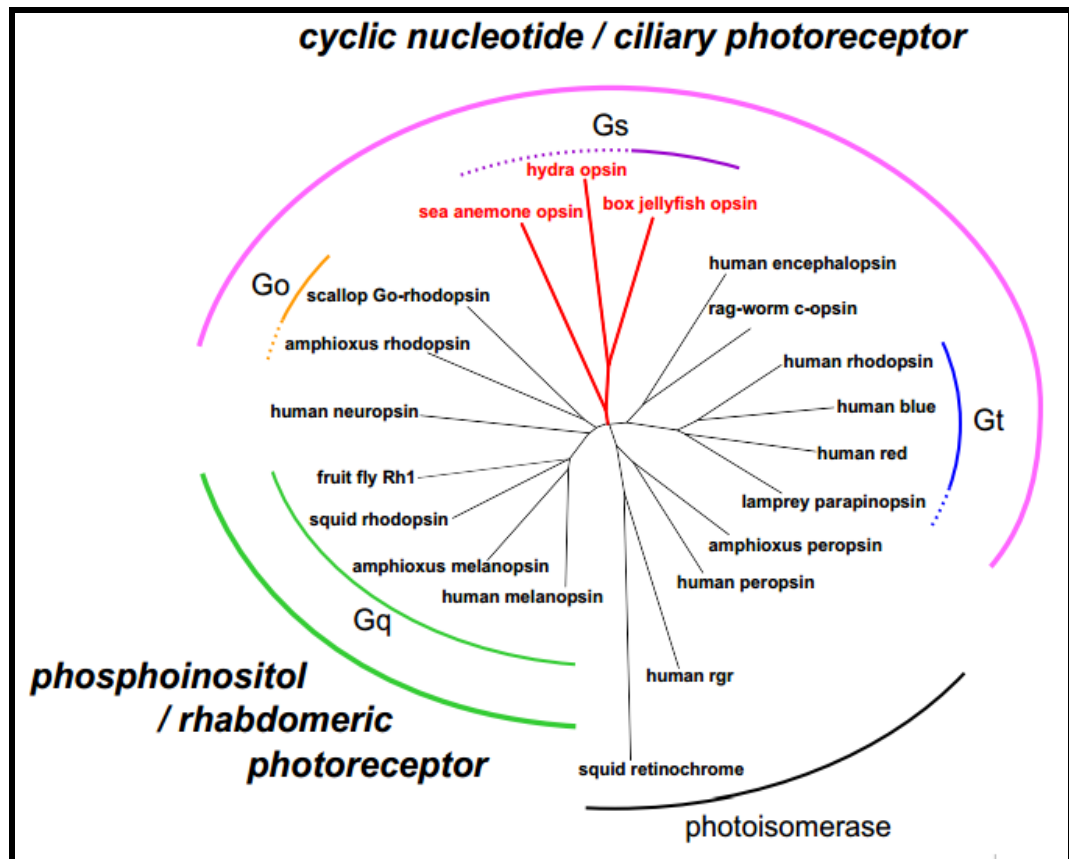 cyclic nucleotide / ciliary photoreceptor
Gs
hydra opsin
sea anemone opsin
box jellyfish opsin
human encephalopsin
Go
scallop Go-rhodopsin
rag-worm c-opsin
amphioxus rhodopsin
human rhodopsin
human neuropsin
human blue
Gt
human red
fruit fly Rh1
lamprey parapinopsin
squid rhodopsin
amphioxus peropsin
amphioxus melanopsin
human peropsin
human melanopsin
Gq
phosphoinositol
/ rhabdomeric
photoreceptor
human rgr
squid retinochrome
photoisomerase